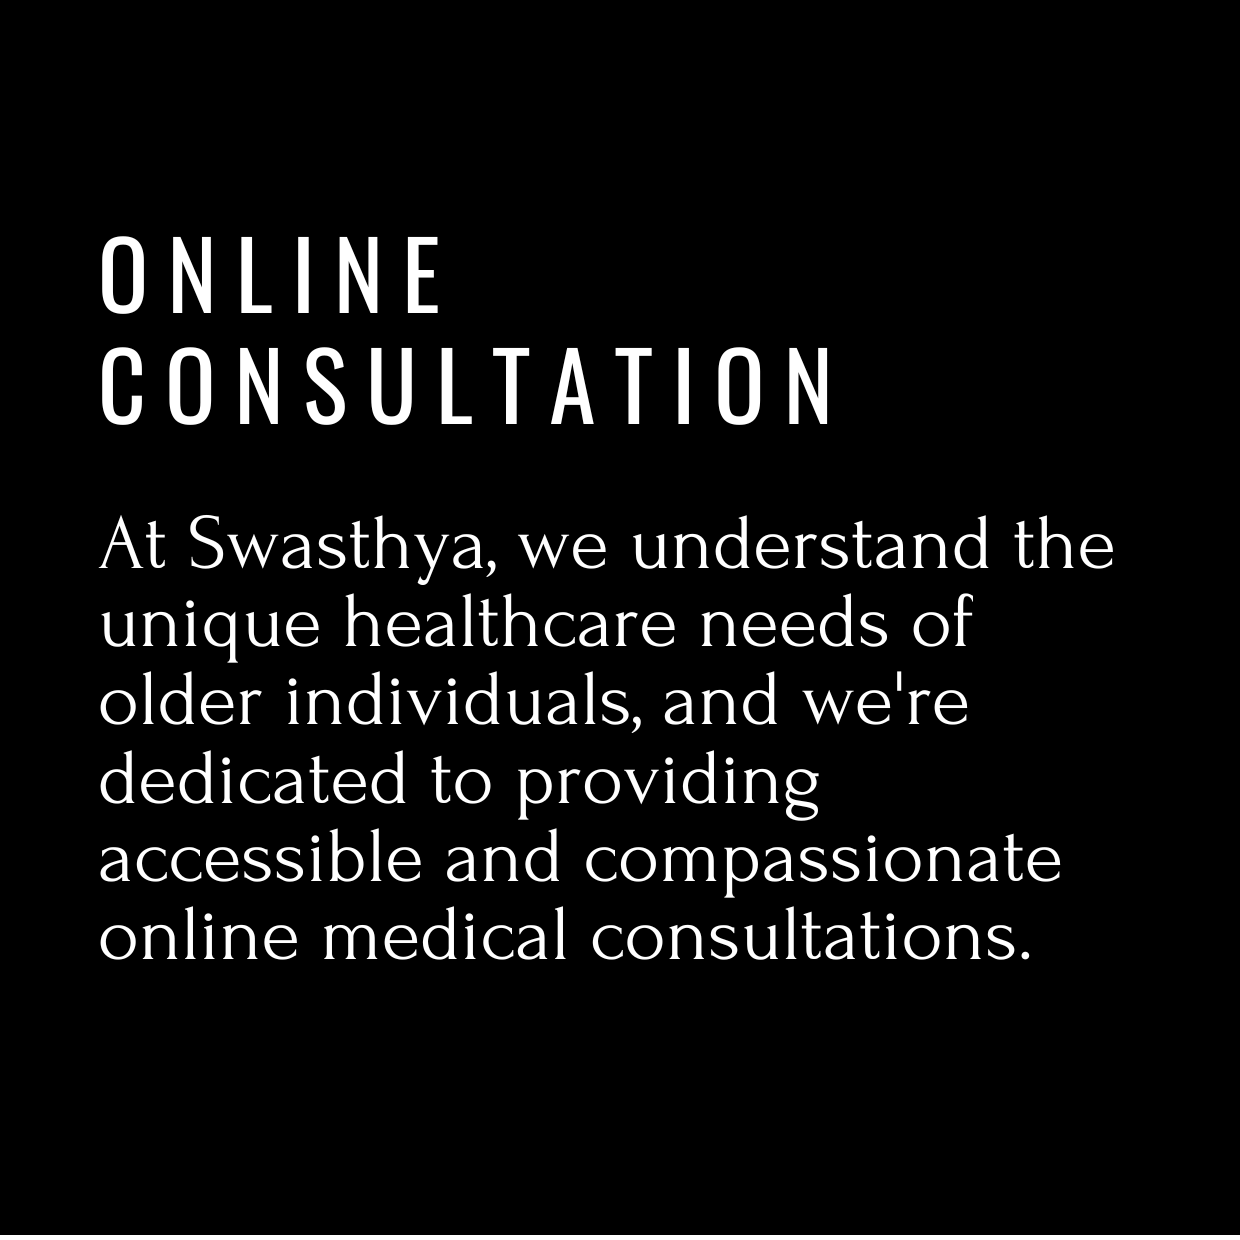 ONLINE
CONSULTATION
At Swasthya, we understand the
unique healthcare needs of
older individuals, and we're
dedicated to providing
accessible and compassionate
online medical consultations.